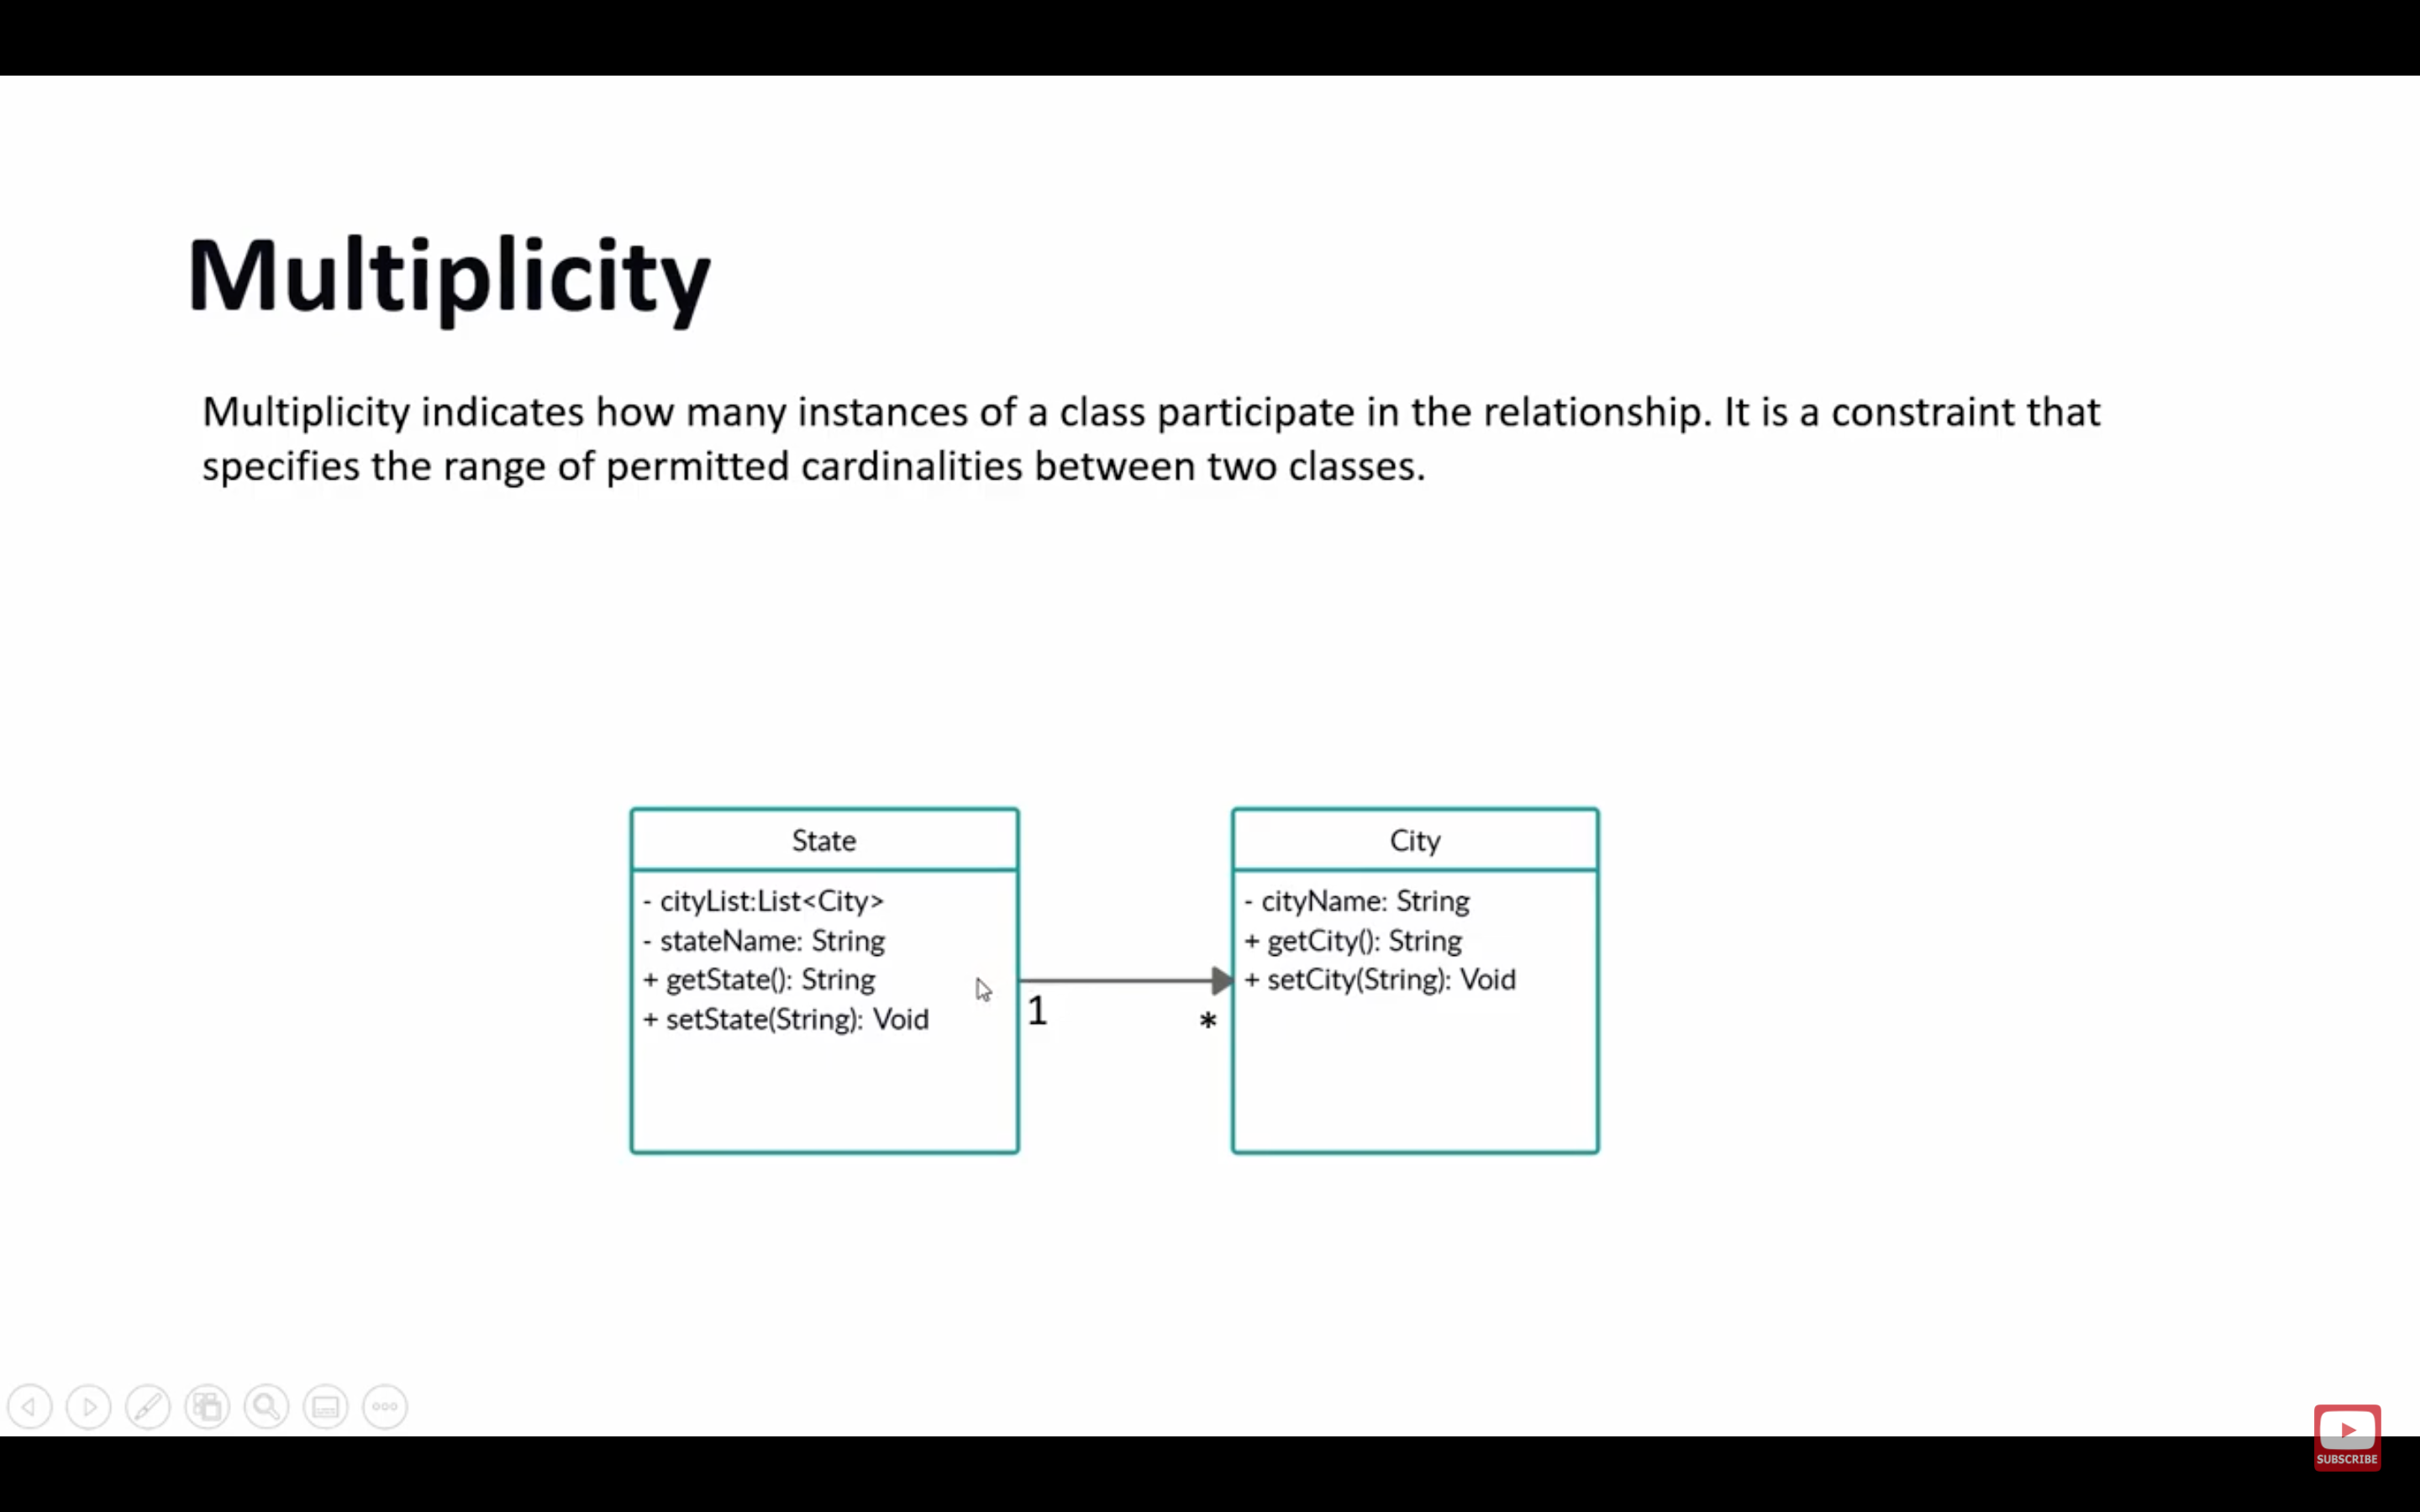 Multiplicity
Multiplicity indicates how many instances of a class participate in the relationship. It is a constraint that
specifies the range of permitted cardinalities between two classes.
State
- cityList:List<City>
- stateName: String
+ getState(): String
+ setState(String): Void
1
*
City
- cityName: String
+ getCity(): String
+ setCity(String): Void
SUBSCRIBE